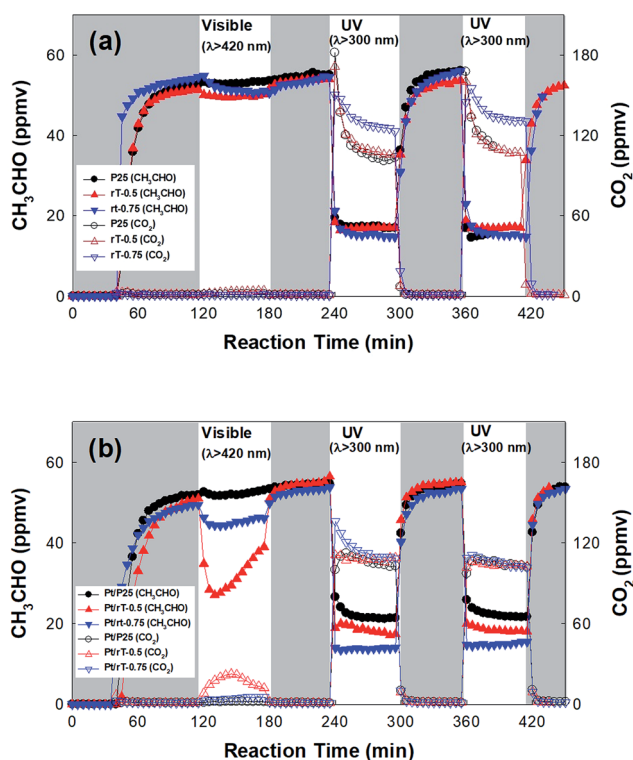 Visible
(λ>420 nm)
UV
(λ>300 nm)
UV
(λ>300 nm)
(a)
60
40
20
0
CH₃CHO (ppmv)
180
120
60
0
CO₂ (ppmv)
P25 (CH₃CHO)
rT-0.5 (CH₃CHO)
rt-0.75 (CH₃CHO)
P25 (CO₂)
rT-0.5 (CO₂)
rT-0.75 (CO₂)
0 60 120 180 240 300 360 420
Reaction Time (min)
Visible
(λ>420 nm)
UV
(λ>300 nm)
UV
(λ>300 nm)
(b)
60
40
20
0
CH₃CHO (ppmv)
180
120
60
0
CO₂ (ppmv)
Pt/P25 (CH₃CHO)
Pt/rT-0.5 (CH₃CHO)
Pt/rt-0.75 (CH₃CHO)
Pt/P25 (CO₂)
Pt/rT-0.5 (CO₂)
Pt/rT-0.75 (CO₂)
0 60 120 180 240 300 360 420
Reaction Time (min)